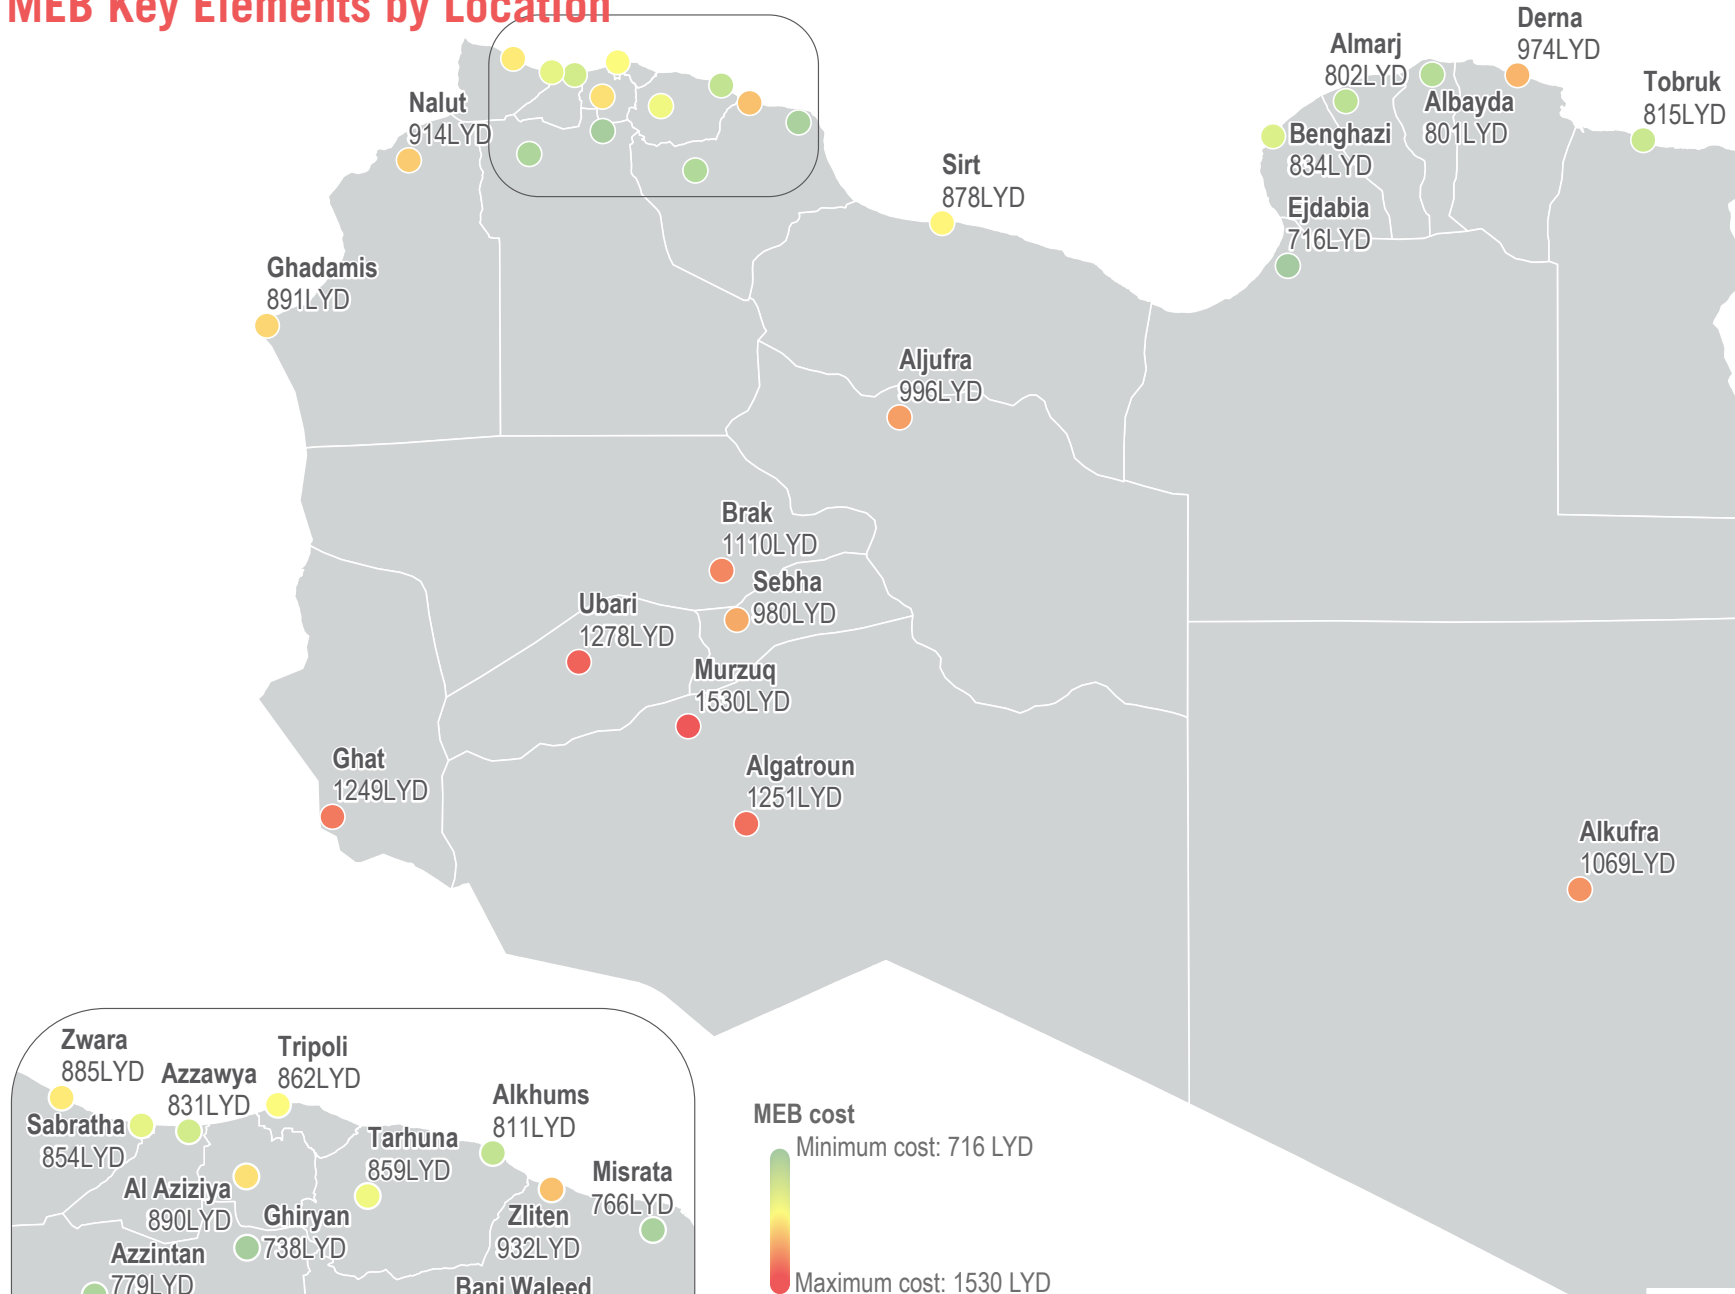 MEB Key Elements by Location
Derna
974LYD
Almarj
802LYD
Tobruk
815LYD
Nalut
914LYD
Albayda
801LYD
Benghazi
834LYD
Sirt
878LYD
Ejdabia
716LYD
Ghadamis
891LYD
Aljufra
996LYD
Brak
1110LYD
Sebha
980LYD
Ubari
1278LYD
Murzuq
1530LYD
Ghat
1249LYD
Algatroun
1251LYD
Alkufra
1069LYD
Zwara
885LYD
Azzawya
831LYD
Tripoli
862LYD
Sabratha
854LYD
Alkhums
811LYD
Tarhuna
859LYD
Misrata
766LYD
Al Aziziya
890LYD
Ghiryan
738LYD
Zliten
932LYD
Azzintan
779LYD
Bani Waleed
MEB cost
Minimum cost: 716 LYD
Maximum cost: 1530 LYD